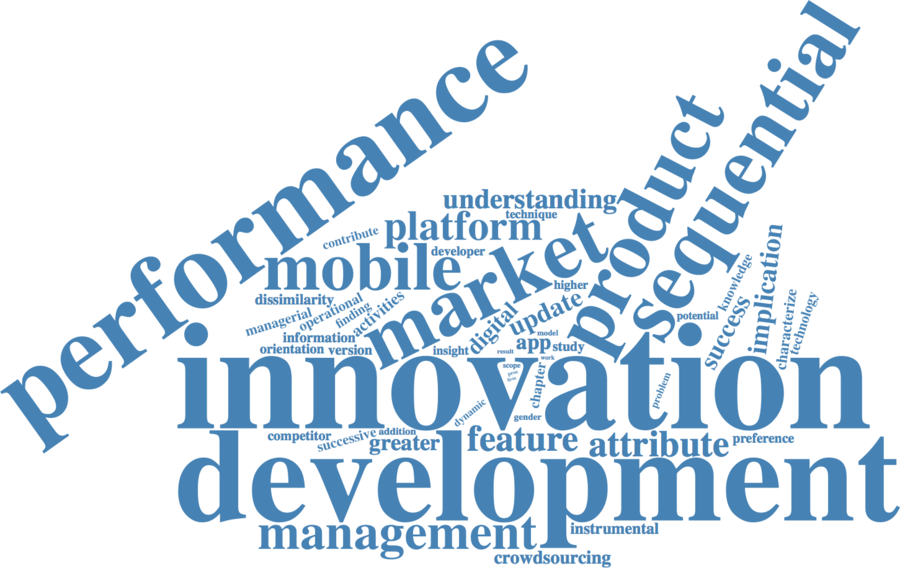 performance
sequential
product
understanding
technique
platform
contribute
market
mobile
developer
dissimilarity
higher
knowledge
implication
operational
activities
finding
managerial
digital
update
potential
success
characterize
technology
information
model
orientation
version
insight
result
app
study
innovation
scope
work
chapter
problem
dynamic
gender
competitor
successive
addition
greater
feature
attribute
preference
development
management
instrumental
crowdsourcing